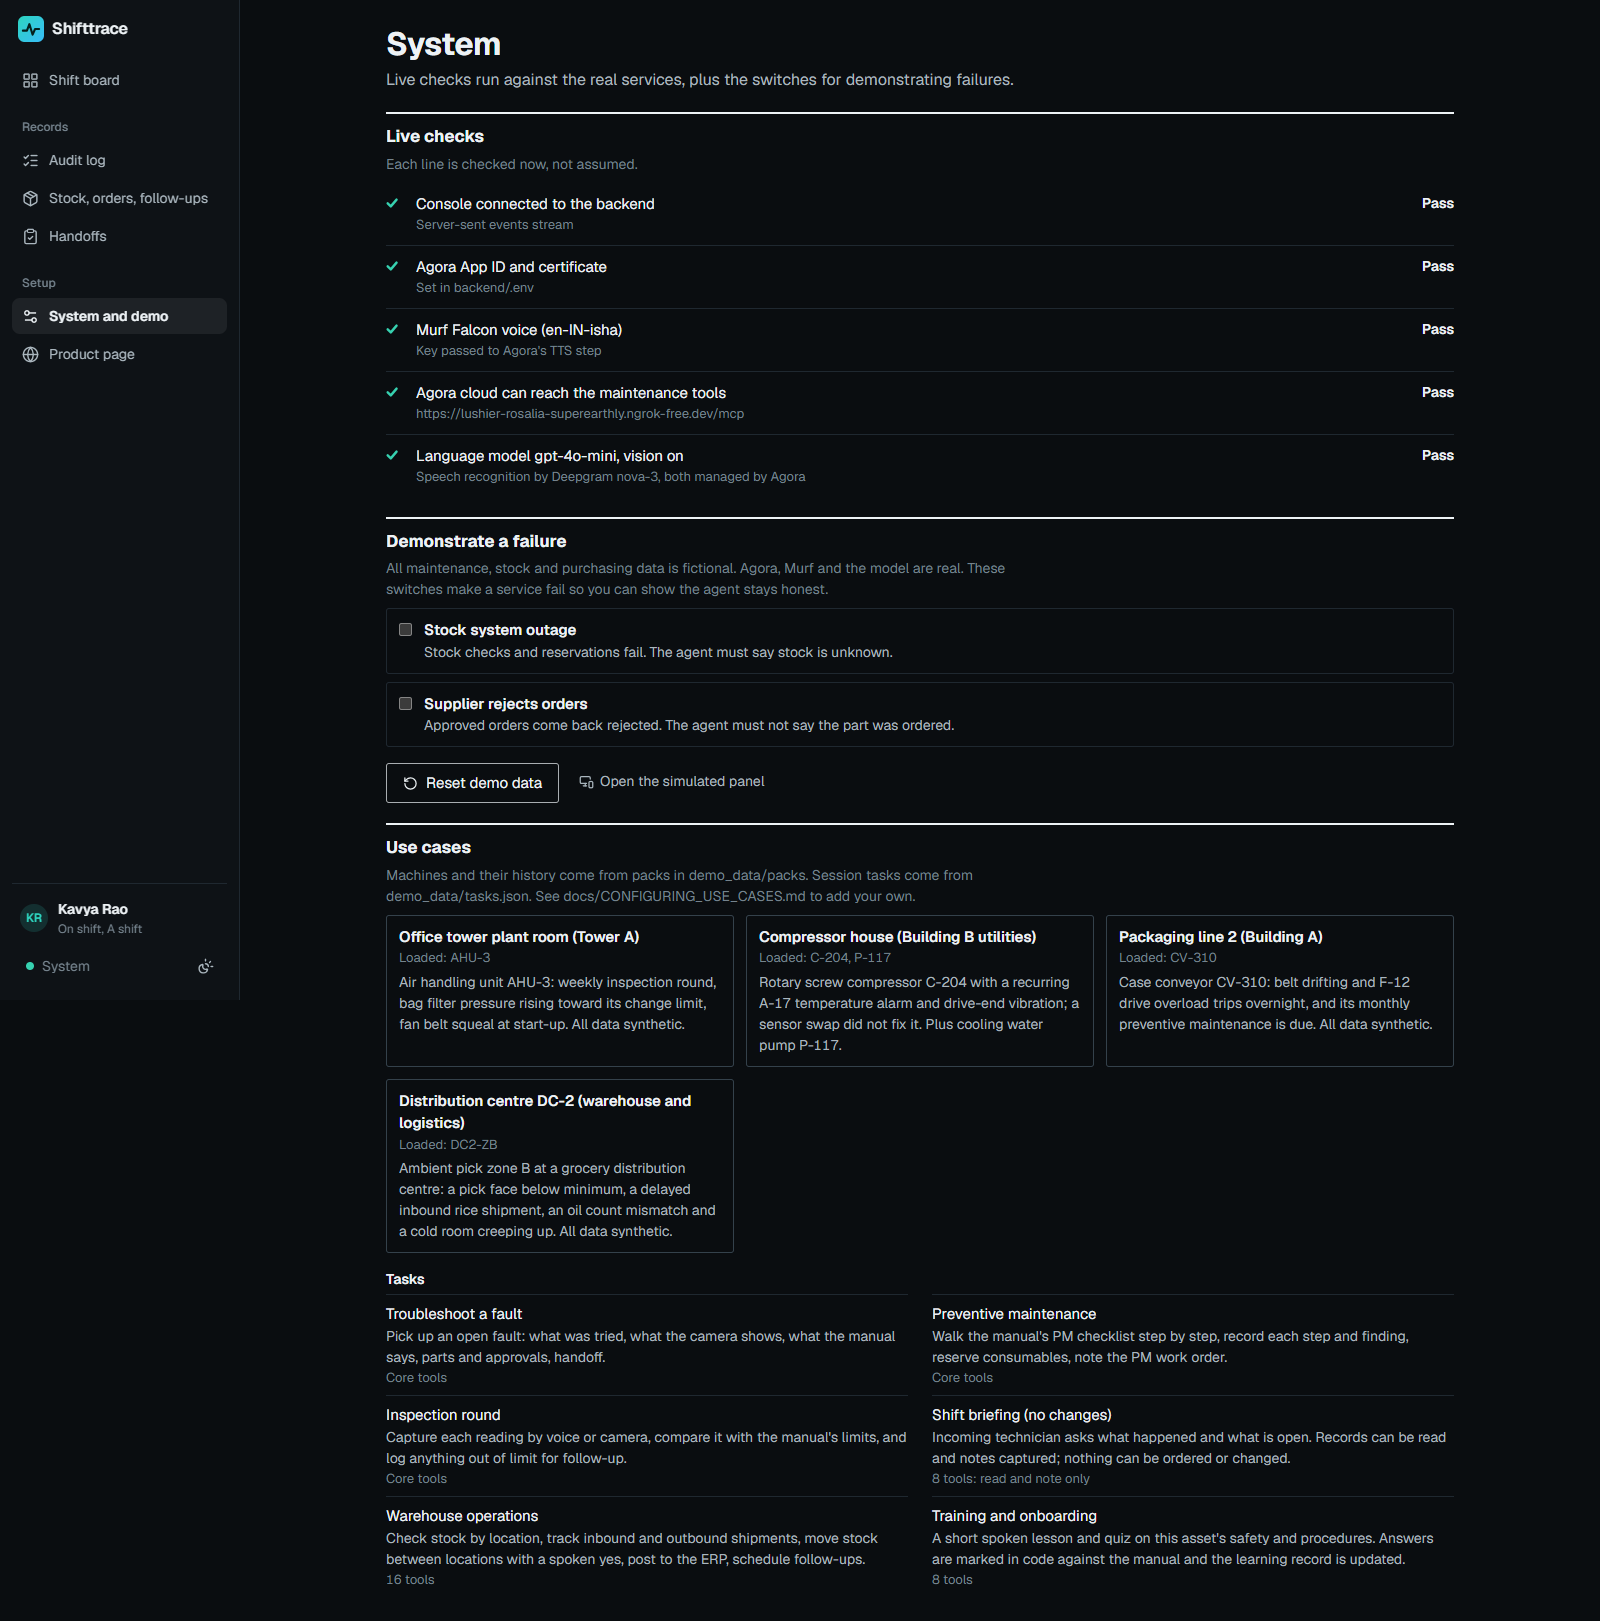 Shifttrace
Shift board
Records
Audit log
Stock, orders, follow-ups
Handoffs
Setup
System and demo
Product page
KR
Kavya Rao
On shift, A shift
System
System
Live checks run against the real services, plus the switches for demonstrating failures.
Live checks
Each line is checked now, not assumed.
Console connected to the backend
Pass
Server-sent events stream
Agora App ID and certificate
Pass
Set in backend/.env
Murf Falcon voice (en-IN-isha)
Pass
Key passed to Agora's TTS step
Agora cloud can reach the maintenance tools
Pass
https://lushier-rosalia-superearthly.ngrok-free.dev/mcp
Language model gpt-4o-mini, vision on
Pass
Speech recognition by Deepgram nova-3, both managed by Agora
Demonstrate a failure
All maintenance, stock and purchasing data is fictional. Agora, Murf and the model are real. These
switches make a service fail so you can show the agent stays honest.
Stock system outage
Stock checks and reservations fail. The agent must say stock is unknown.
Supplier rejects orders
Approved orders come back rejected. The agent must not say the part was ordered.
Reset demo data
Open the simulated panel
Use cases
Machines and their history come from packs in demo_data/packs. Session tasks come from
demo_data/tasks.json. See docs/CONFIGURING_USE_CASES.md to add your own.
Office tower plant room (Tower A)
Loaded: AHU-3
Air handling unit AHU-3: weekly inspection round,
bag filter pressure rising toward its change limit,
fan belt squeal at start-up. All data synthetic.
Compressor house (Building B utilities)
Loaded: C-204, P-117
Rotary screw compressor C-204 with a recurring
A-17 temperature alarm and drive-end vibration; a
sensor swap did not fix it. Plus cooling water
pump P-117.
Packaging line 2 (Building A)
Loaded: CV-310
Case conveyor CV-310: belt drifting and F-12
drive overload trips overnight, and its monthly
preventive maintenance is due. All data synthetic.
Distribution centre DC-2 (warehouse and
logistics)
Loaded: DC2-ZB
Ambient pick zone B at a grocery distribution
centre: a pick face below minimum, a delayed
inbound rice shipment, an oil count mismatch and
a cold room creeping up. All data synthetic.
Tasks
Troubleshoot a fault
Pick up an open fault: what was tried, what the camera shows, what the manual
says, parts and approvals, handoff.
Core tools
Preventive maintenance
Walk the manual's PM checklist step by step, record each step and finding,
reserve consumables, note the PM work order.
Core tools
Inspection round
Capture each reading by voice or camera, compare it with the manual's limits, and
log anything out of limit for follow-up.
Core tools
Shift briefing (no changes)
Incoming technician asks what happened and what is open. Records can be read
and notes captured; nothing can be ordered or changed.
8 tools: read and note only
Warehouse operations
Check stock by location, track inbound and outbound shipments, move stock
between locations with a spoken yes, post to the ERP, schedule follow-ups.
16 tools
Training and onboarding
A short spoken lesson and quiz on this asset's safety and procedures. Answers
are marked in code against the manual and the learning record is updated.
8 tools